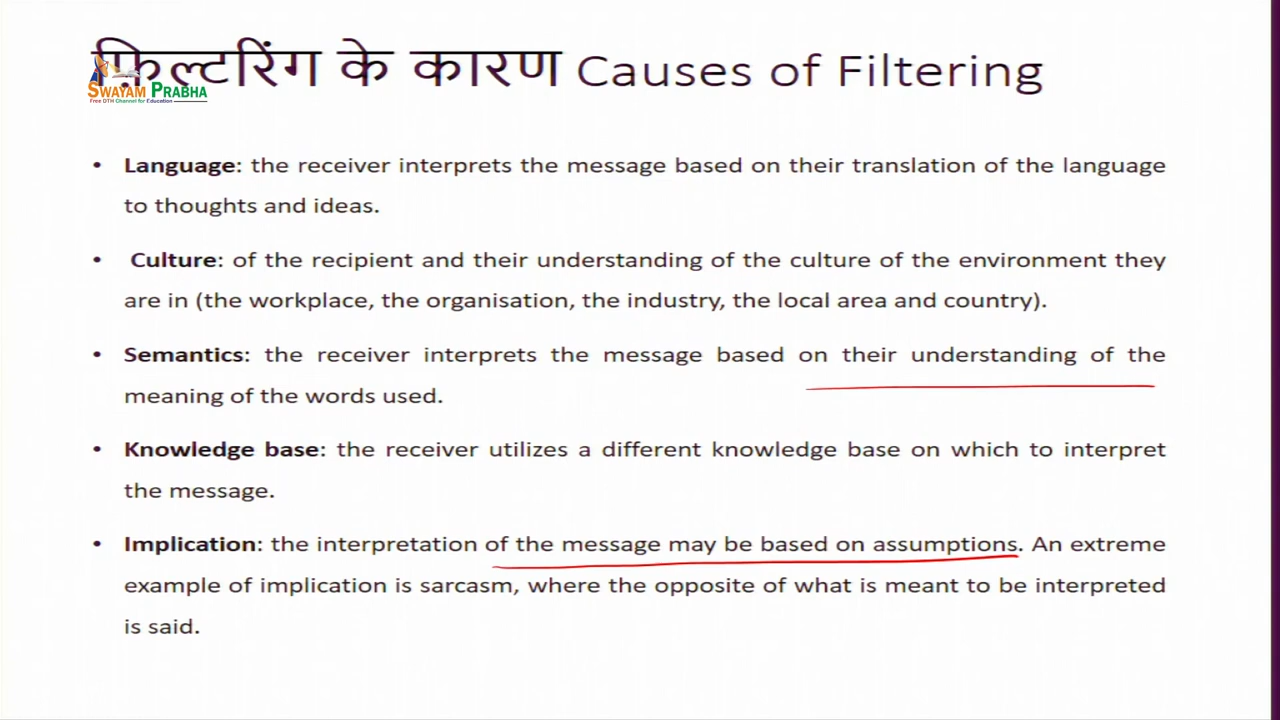 फ़िल्टरिंग के कारण Causes of Filtering
SWAYAM PRABHA
Free DTH Channel for Education
• Language: the receiver interprets the message based on their translation of the language
to thoughts and ideas.
• Culture: of the recipient and their understanding of the culture of the environment they
are in (the workplace, the organisation, the industry, the local area and country).
• Semantics: the receiver interprets the message based on their understanding of the
meaning of the words used.
• Knowledge base: the receiver utilizes a different knowledge base on which to interpret
the message.
• Implication: the interpretation of the message may be based on assumptions. An extreme
example of implication is sarcasm, where the opposite of what is meant to be interpreted
is said.